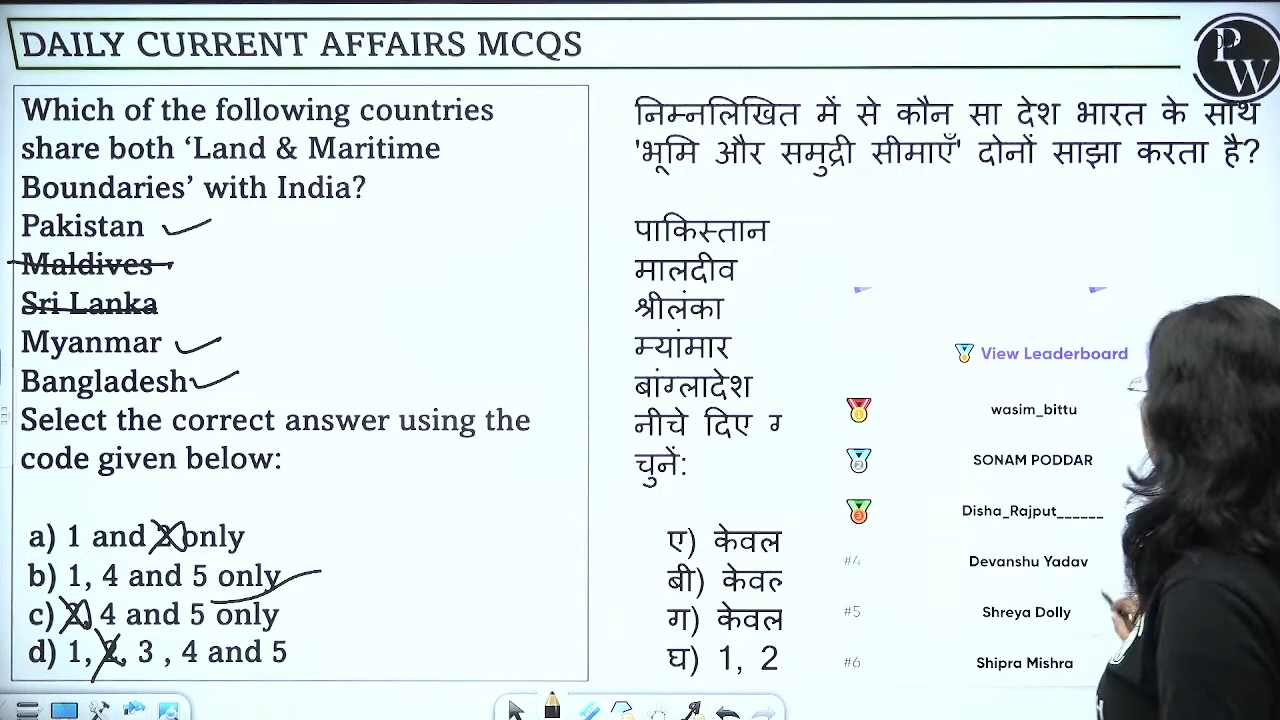 DAILY CURRENT AFFAIRS MCQS
PW
Which of the following countries
share both ‘Land & Maritime
Boundaries’ with India?
Pakistan
Maldives
Sri Lanka
Myanmar
Bangladesh
Select the correct answer using the
code given below:
a) 1 and 2 only
b) 1, 4 and 5 only
c) 2, 4 and 5 only
d) 1, 2, 3 , 4 and 5
निम्नलिखित में से कौन सा देश भारत के साथ
'भूमि और समुद्री सीमाएँ' दोनों साझा करता है?
पाकिस्तान
मालदीव
श्रीलंका
म्यांमार
बांग्लादेश
नीचे दिए
चुनें:
ए) केवल
बी) केवल
ग) केवल
घ) 1, 2
View Leaderboard
wasim_bittu
SONAM PODDAR
Disha_Rajput______
#4 Devanshu Yadav
#5 Shreya Dolly
#6 Shipra Mishra